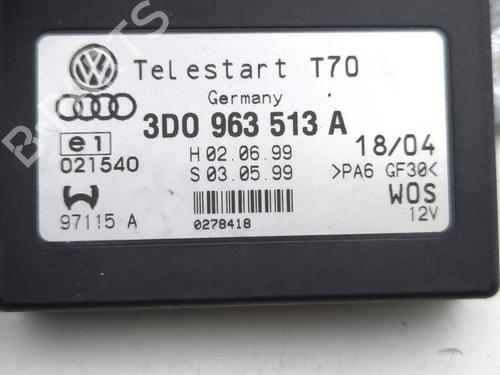 Telestart T70
Germany
3D0 963 513 A
e1
021540
H 02.06.99
S 03.05.99
18/04
>PA6 GF30<
WOS
12V
97115 A
0278418